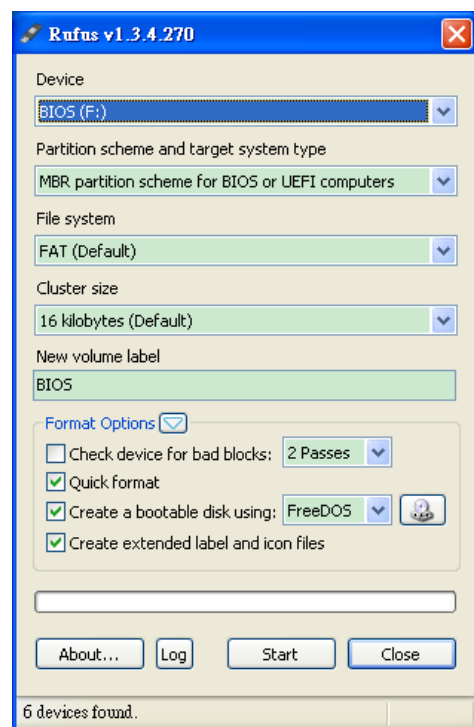 Rufus v1.3.4.270
Device
BIOS (F:)
Partition scheme and target system type
MBR partition scheme for BIOS or UEFI computers
File system
FAT (Default)
Cluster size
16 kilobytes (Default)
New volume label
BIOS
Format Options
Check device for bad blocks: 2 Passes
Quick format
Create a bootable disk using: FreeDOS
Create extended label and icon files
About... Log Start Close
6 devices found.